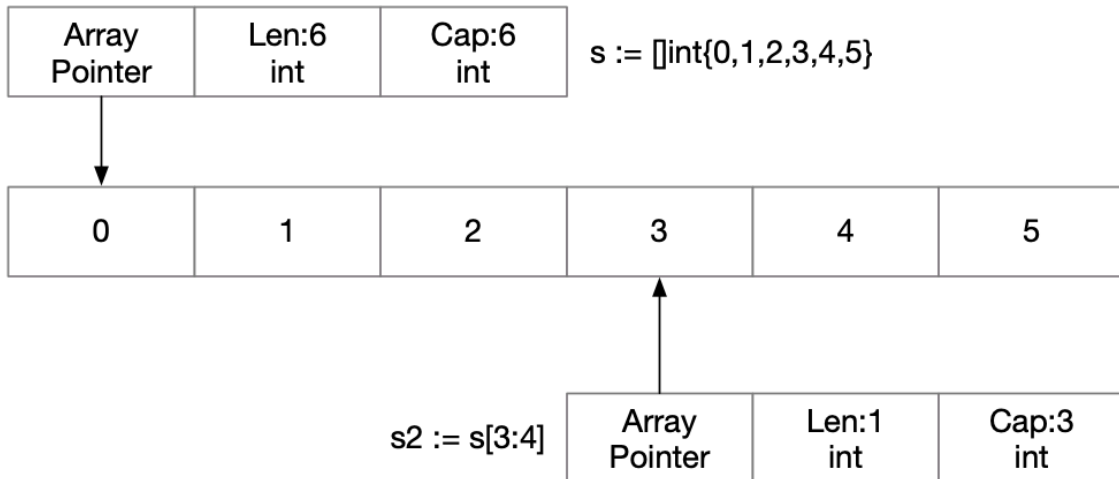 Array
Pointer
Len:6
int
Cap:6
int
s := []int{0,1,2,3,4,5}
0
1
2
3
4
5
s2 := s[3:4]
Array
Pointer
Len:1
int
Cap:3
int